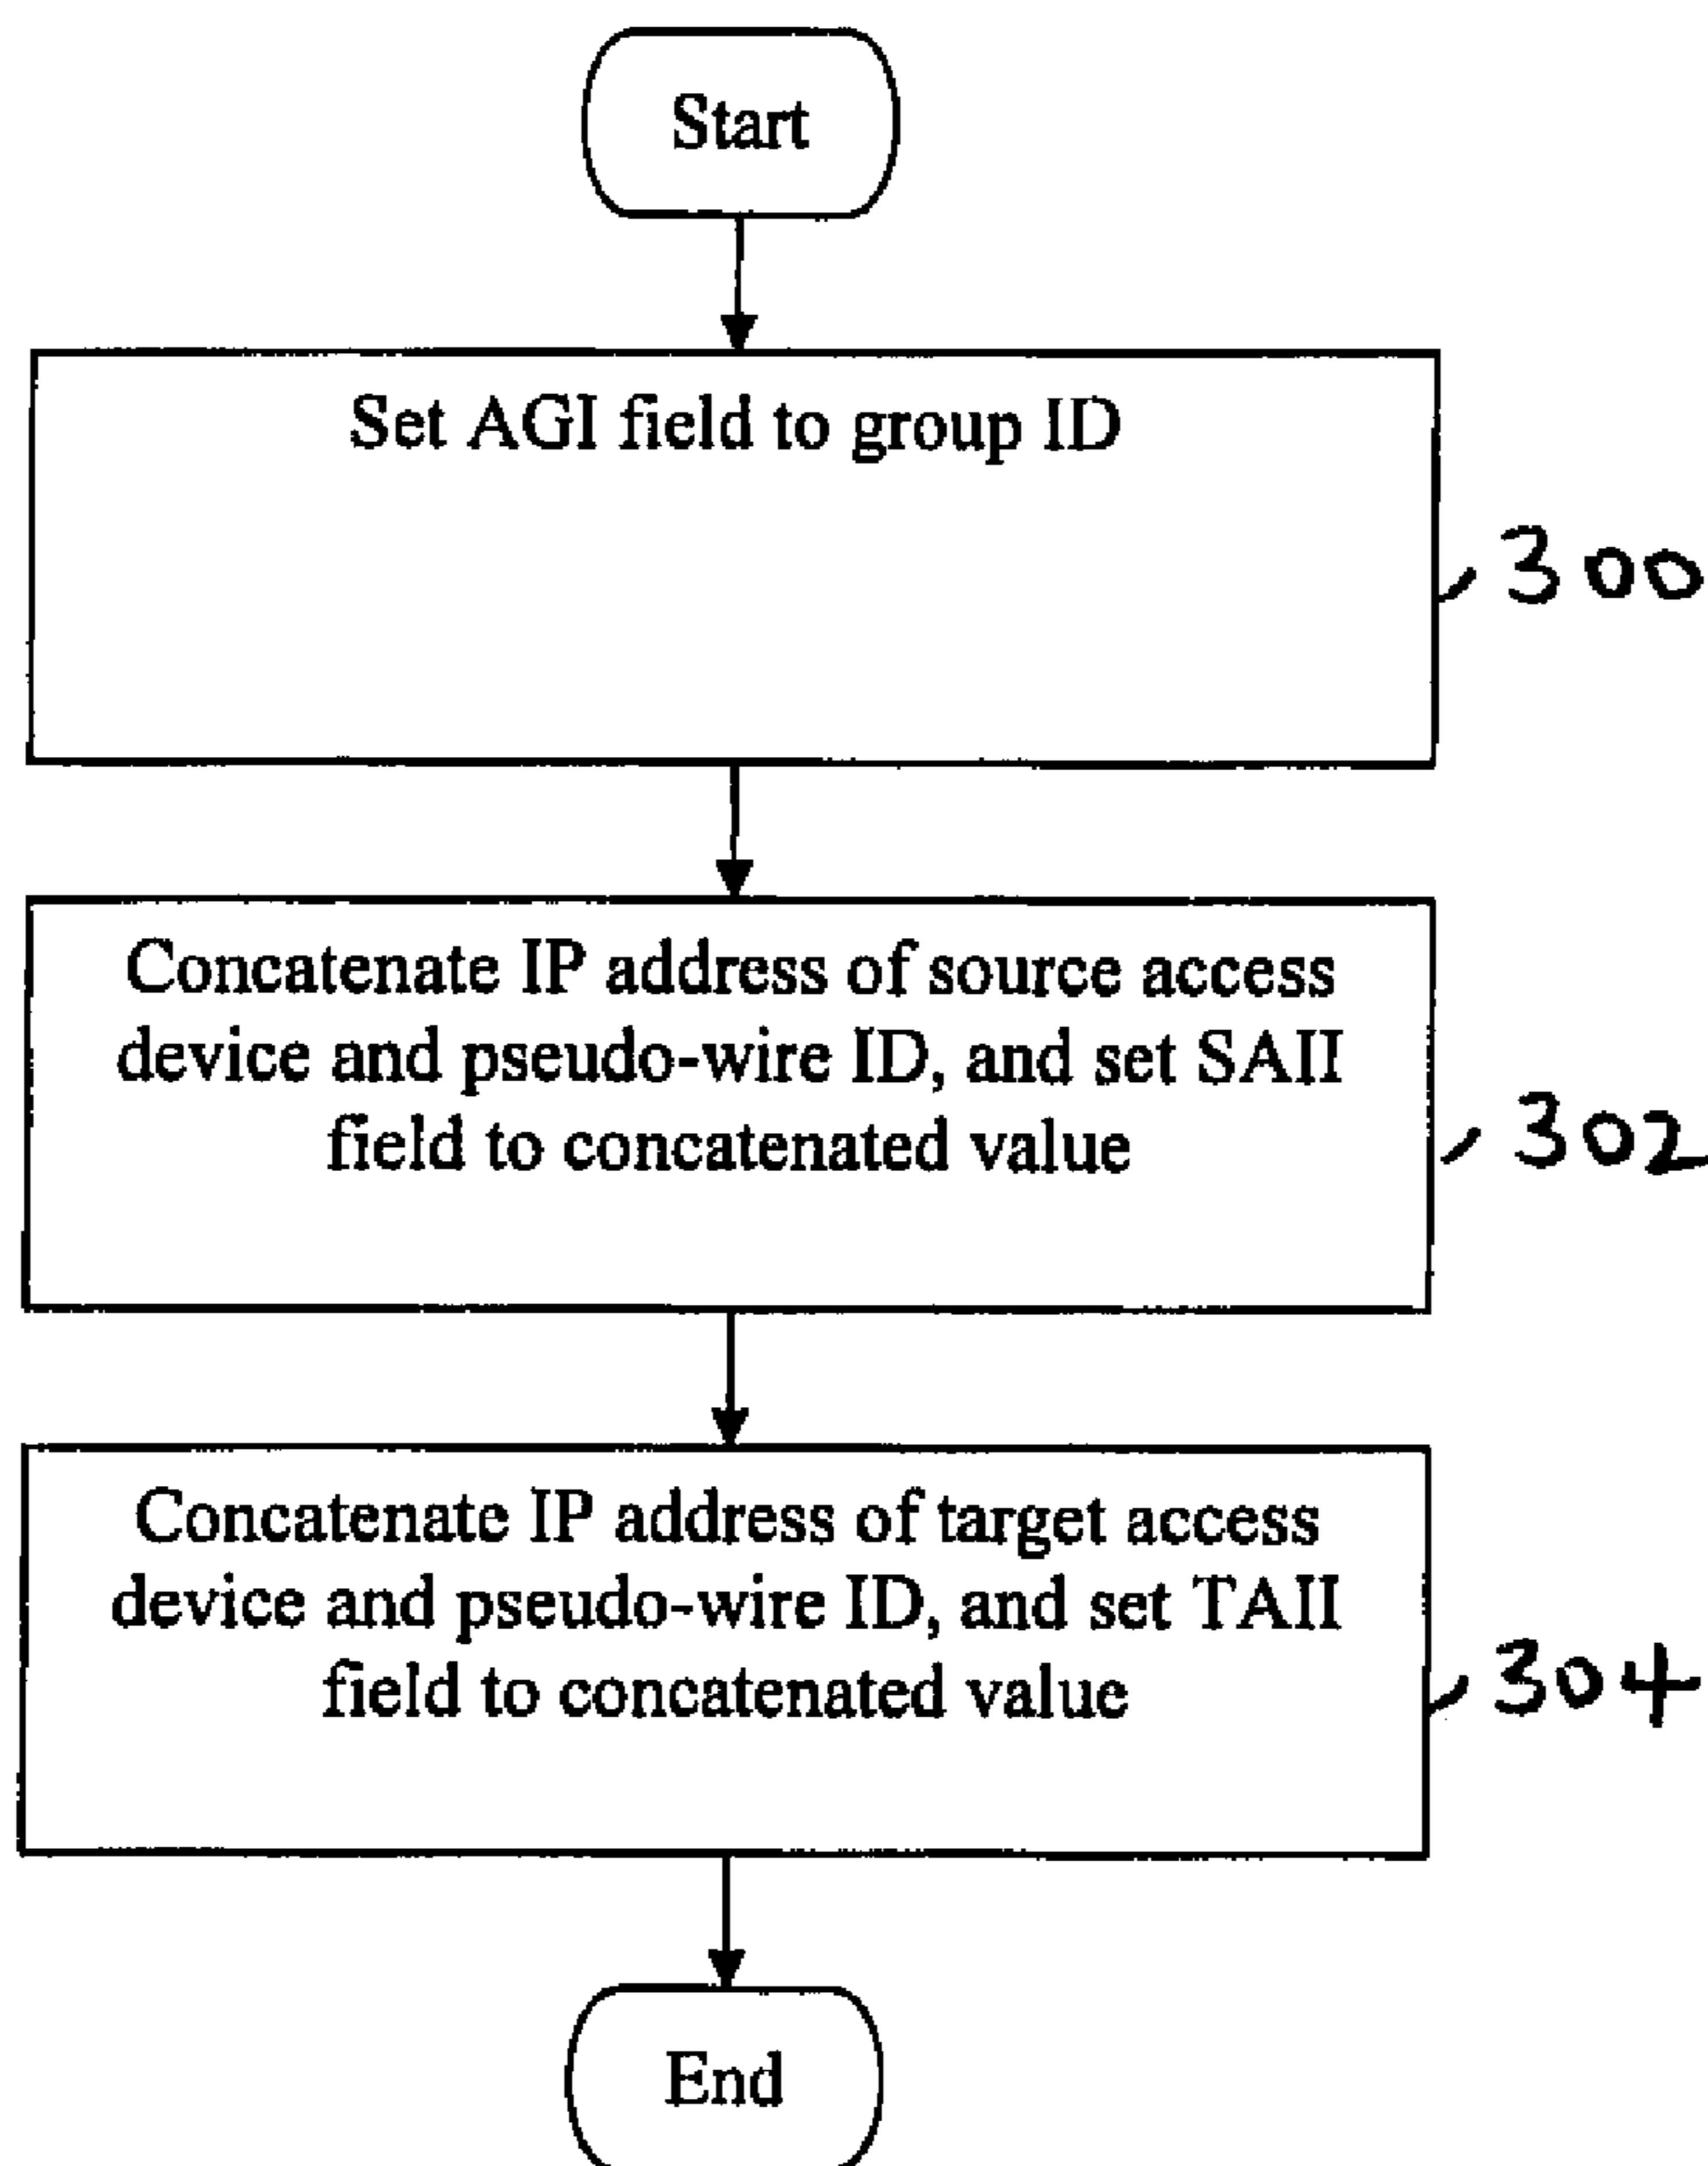 Start
Set AGI field to group ID
300
Concatenate IP address of source access
device and pseudo-wire ID, and set SAII
field to concatenated value
302
Concatenate IP address of target access
device and pseudo-wire ID, and set TAII
field to concatenated value
304
End